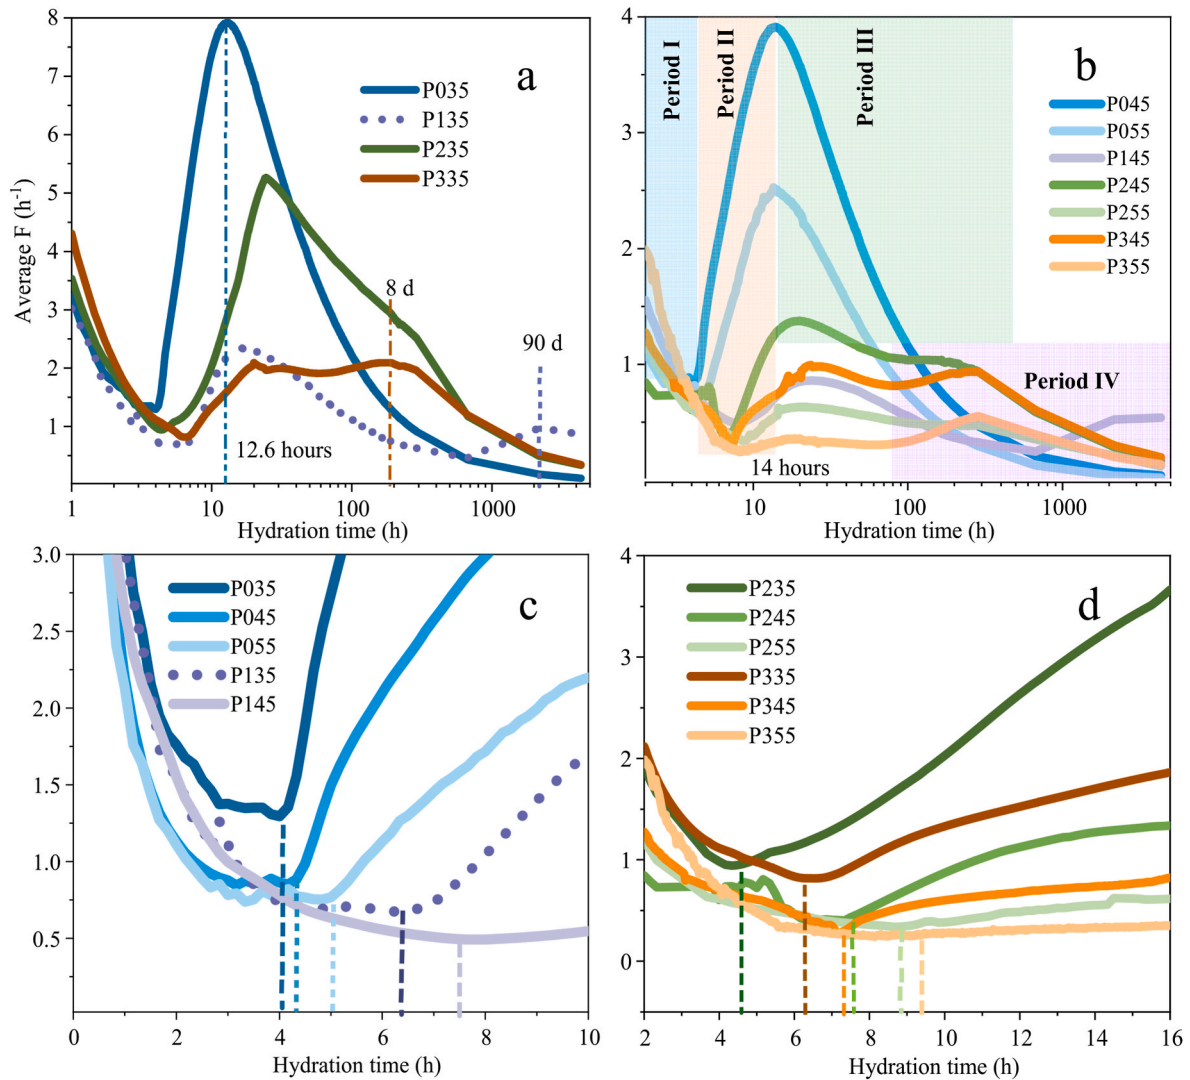 a
P035
P135
P235
P335
8 d
90 d
12.6 hours
8
7
6
5
4
3
2
1
Average F (h-1)
1
10
100
1000
Hydration time (h)
b
Period I
Period II
Period III
Period IV
P045
P055
P145
P245
P255
P345
P355
14 hours
4
3
2
1
10
100
1000
Hydration time (h)
c
P035
P045
P055
P135
P145
3.0
2.5
2.0
1.5
1.0
0.5
0
2
4
6
8
10
Hydration time (h)
d
P235
P245
P255
P335
P345
P355
4
3
2
1
0
2
4
6
8
10
12
14
16
Hydration time (h)